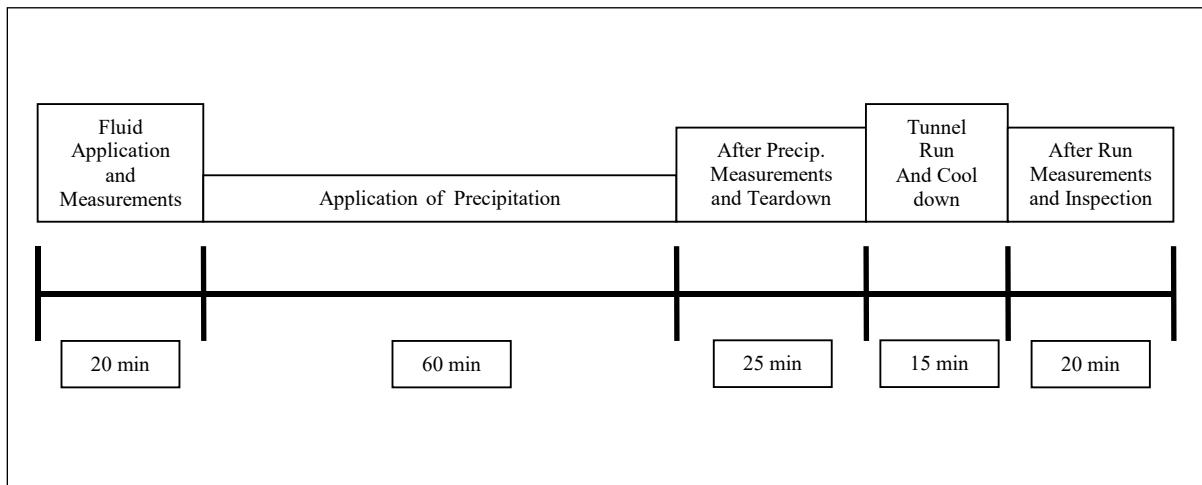 Fluid
Application
and
Measurements
Application of Precipitation
After Precip.
Measurements
and Teardown
Tunnel
Run
And Cool
down
After Run
Measurements
and Inspection
20 min
60 min
25 min
15 min
20 min